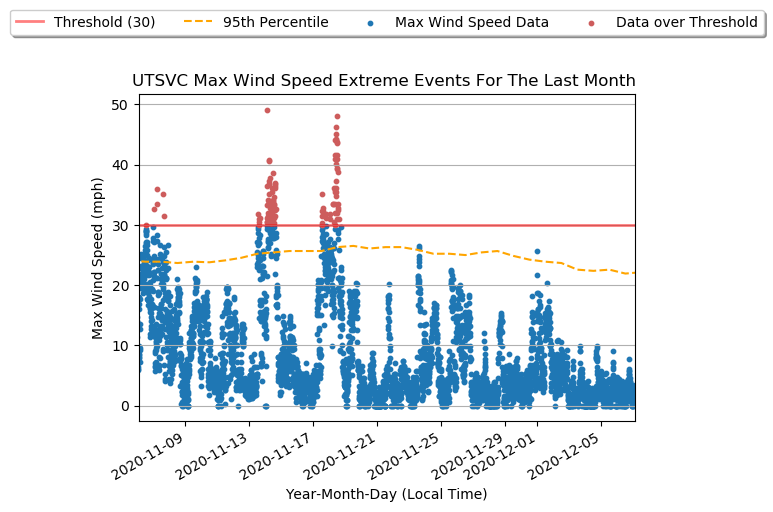 Threshold (30) 95th Percentile Max Wind Speed Data Data over Threshold
UTSVC Max Wind Speed Extreme Events For The Last Month
Max Wind Speed (mph)
50
40
30
20
10
0
2020-11-09 2020-11-13 2020-11-17 2020-11-21 2020-11-25 2020-11-29 2020-12-01 2020-12-05
Year-Month-Day (Local Time)